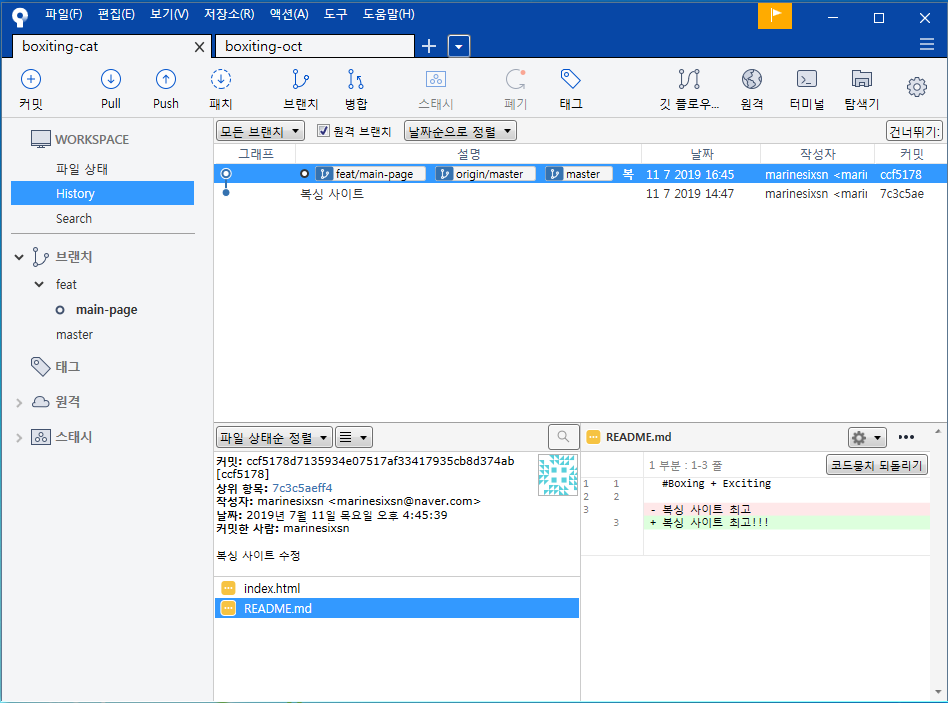 파일(F) 편집(E) 보기(V) 저장소(R) 액션(A) 도구 도움말(H)
boxiting-cat boxiting-oct
커밋 Pull Push 패치 브랜치 병합 스태시 폐기 태그 깃 플로우... 원격 터미널 탐색기
WORKSPACE
파일 상태
History
Search
브랜치
feat
main-page
master
태그
원격
스태시
모든 브랜치 원격 브랜치 날짜순으로 정렬 건너뛰기:
그래프 설명 날짜 작성자 커밋
feat/main-page origin/master master 복 11 7 2019 16:45 marinesixsn <marii ccf5178
복싱 사이트 11 7 2019 14:47 marinesixsn <marii 7c3c5ae
파일 상태순 정렬
커밋: ccf5178d7135934e07517af33417935cb8d374ab
[ccf5178]
상위 항목: 7c3c5aeff4
작성자: marinesixsn <marinesixsn@naver.com>
날짜: 2019년 7월 11일 목요일 오후 4:45:39
커밋한 사람: marinesixsn
복싱 사이트 수정
index.html
README.md
README.md
1 부분 : 1-3 줄 코드뭉치 되돌리기
1 1 #Boxing + Exciting
2 2
3 - 복싱 사이트 최고
3 + 복싱 사이트 최고!!!